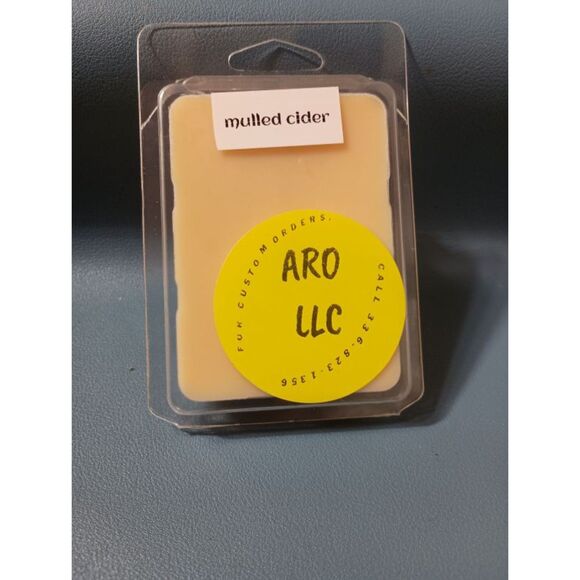 mulled cider
FOR CUSTOM ORDERS,
CALL 336-823-1356
ARO
LLC